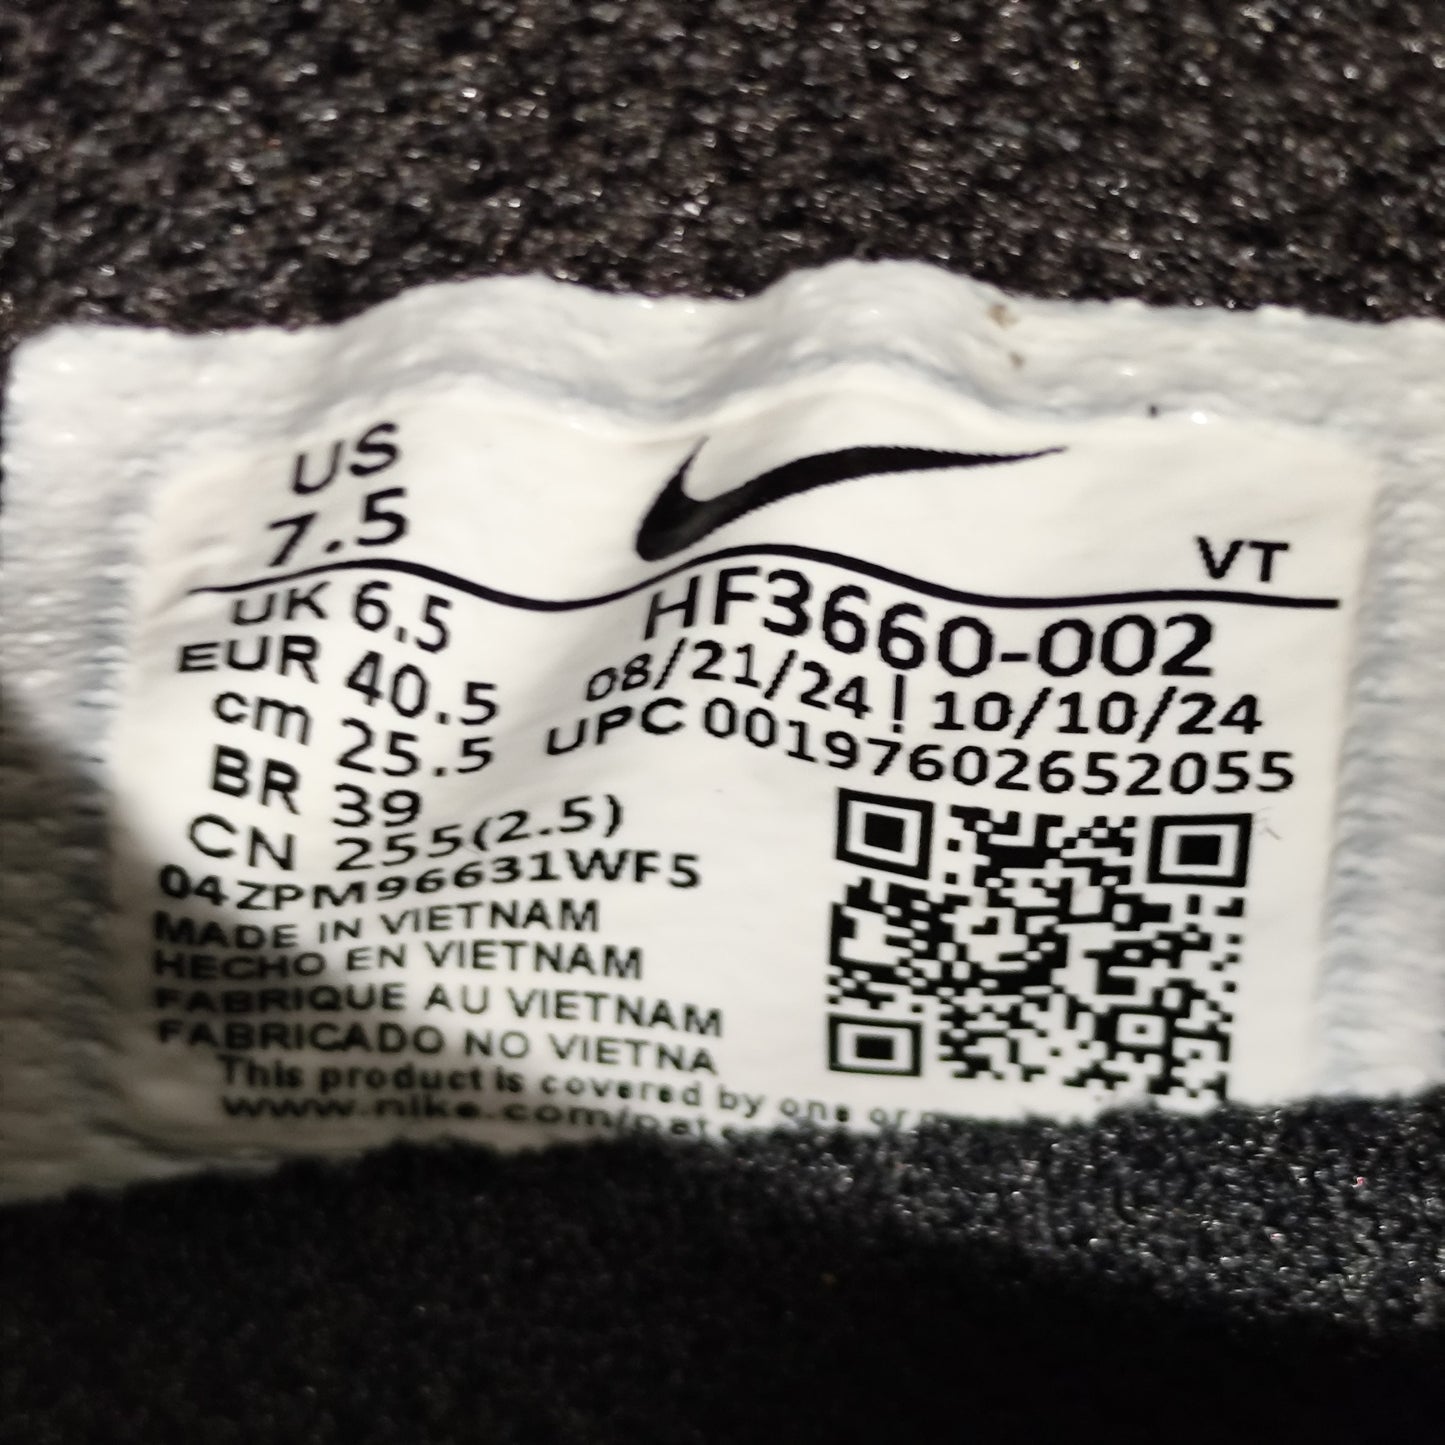 US
7.5
VT
UK 6.5
EUR 40.5
cm 25.5
BR 39
CN 255(2.5)
HF3660-002
08/21/24 ! 10/10/24
UPC 00197602652055
04ZPM96631WF5
MADE IN VIETNAM
HECHO EN VIETNAM
FABRIQUE AU VIETNAM
FABRICADO NO VIETNA
This product is covered by one or
www.nike.com/pate